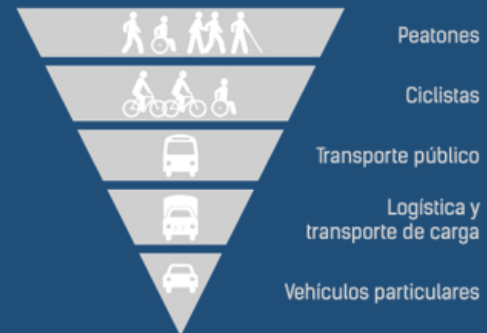 Peatones
Ciclistas
Transporte público
Logística y
transporte de carga
Vehículos particulares